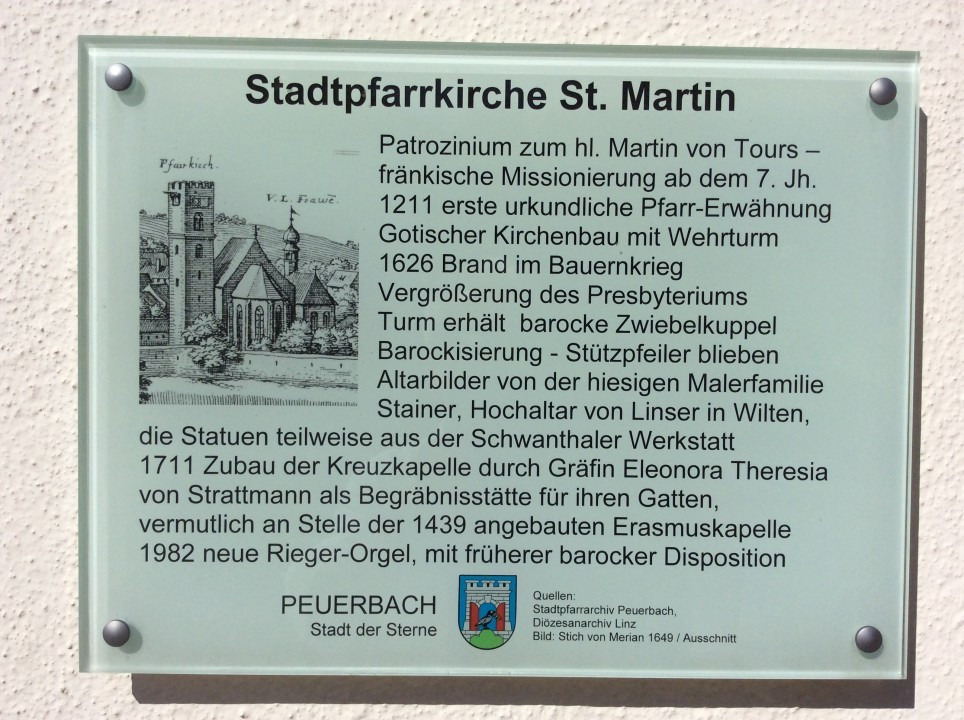 Stadtpfarrkirche St. Martin
Pfarrkirch.
V. L. Frawē.
Patrozinium zum hl. Martin von Tours –
fränkische Missionierung ab dem 7. Jh.
1211 erste urkundliche Pfarr-Erwähnung
Gotischer Kirchenbau mit Wehrturm
1626 Brand im Bauernkrieg
Vergrößerung des Presbyteriums
Turm erhält barocke Zwiebelkuppel
Barockisierung - Stützpfeiler blieben
Altarbilder von der hiesigen Malerfamilie
Stainer, Hochaltar von Linser in Wilten,
die Statuen teilweise aus der Schwanthaler Werkstatt
1711 Zubau der Kreuzkapelle durch Gräfin Eleonora Theresia
von Strattmann als Begräbnisstätte für ihren Gatten,
vermutlich an Stelle der 1439 angebauten Erasmuskapelle
1982 neue Rieger-Orgel, mit früherer barocker Disposition
PEUERBACH
Stadt der Sterne
Quellen:
Stadtpfarrarchiv Peuerbach,
Diözesanarchiv Linz
Bild: Stich von Merian 1649 / Ausschnitt